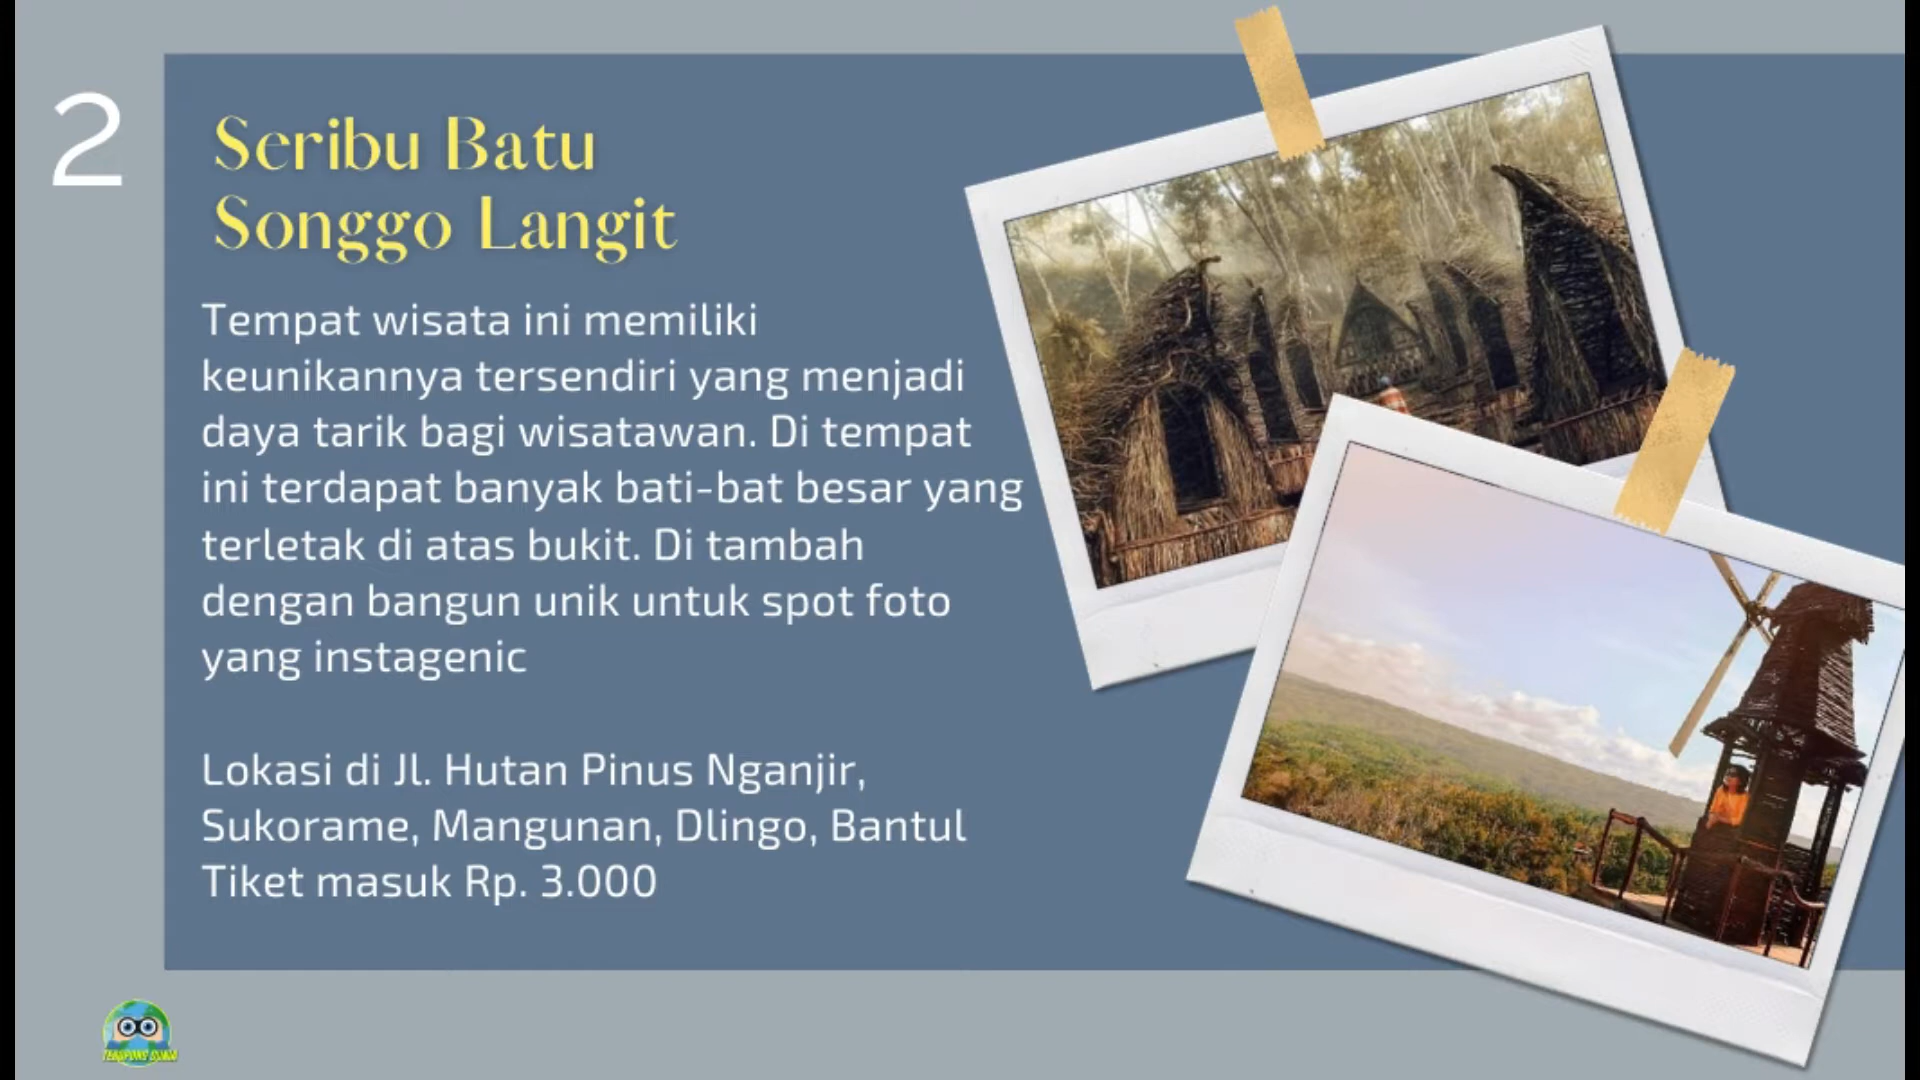 2
Seribu Batu
Songgo Langit
Tempat wisata ini memiliki
keunikannya tersendiri yang menjadi
daya tarik bagi wisatawan. Di tempat
ini terdapat banyak bati-bat besar yang
terletak di atas bukit. Di tambah
dengan bangun unik untuk spot foto
yang instagenic
Lokasi di Jl. Hutan Pinus Nganjir,
Sukorame, Mangunan, Dlingo, Bantul
Tiket masuk Rp. 3.000